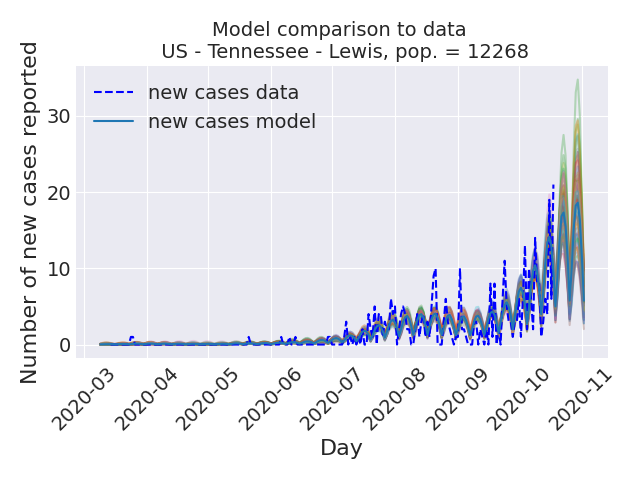 Model comparison to data
US - Tennessee - Lewis, pop. = 12268
Number of new cases reported
30
20
10
0
new cases data
new cases model
2020-03
2020-04
2020-05
2020-06
2020-07
2020-08
2020-09
2020-10
2020-11
Day